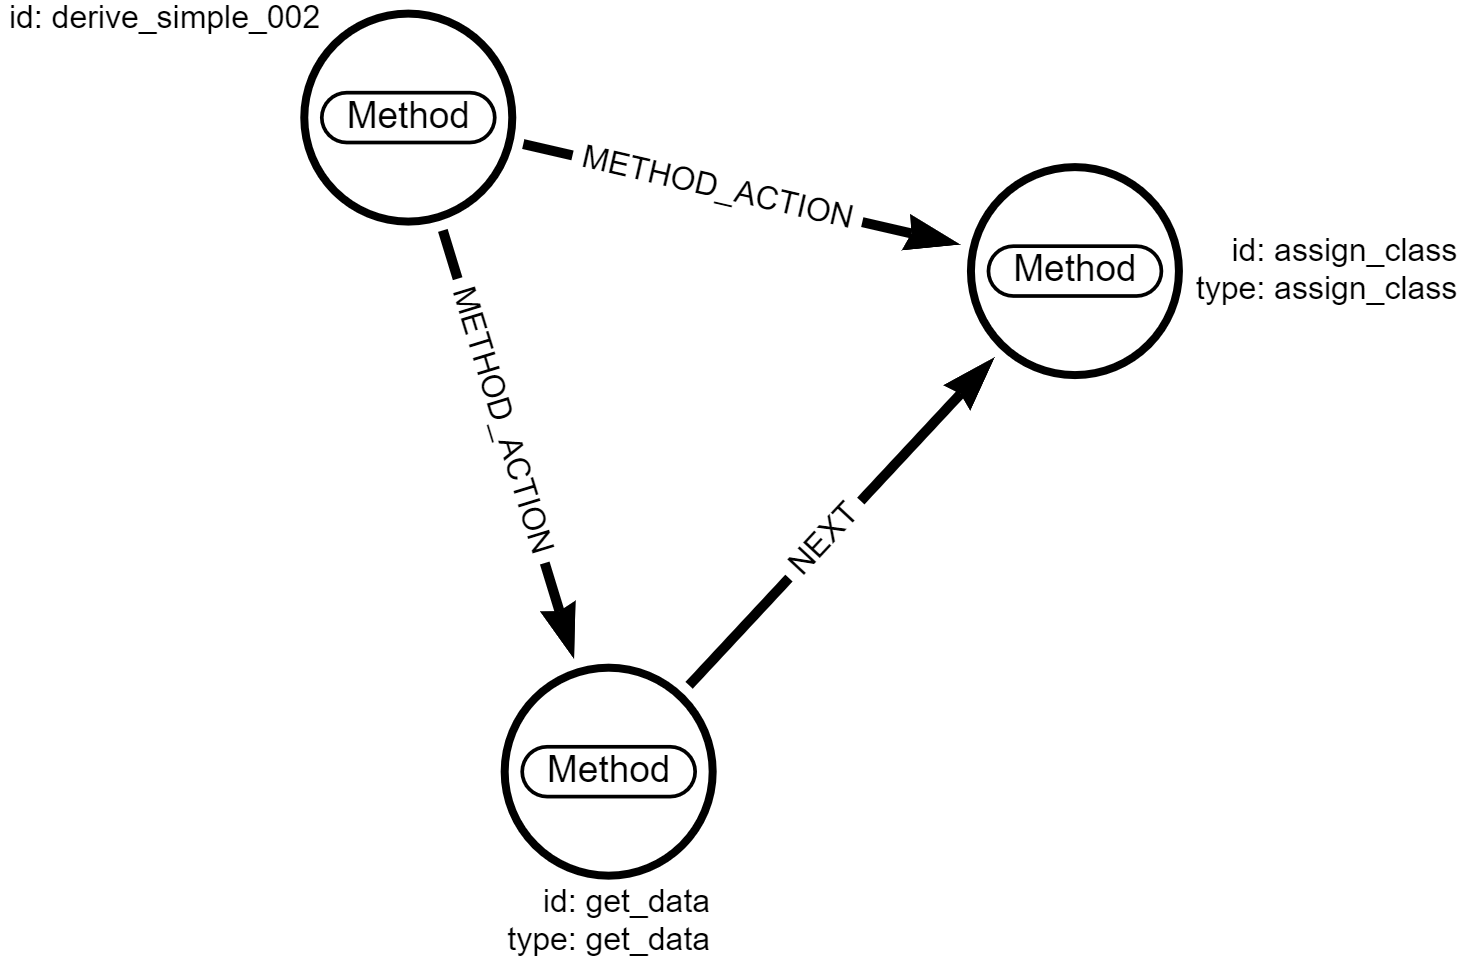 id: derive_simple_002
Method
METHOD_ACTION
Method
id: assign_class
type: assign_class
METHOD_ACTION
NEXT
Method
id: get_data
type: get_data